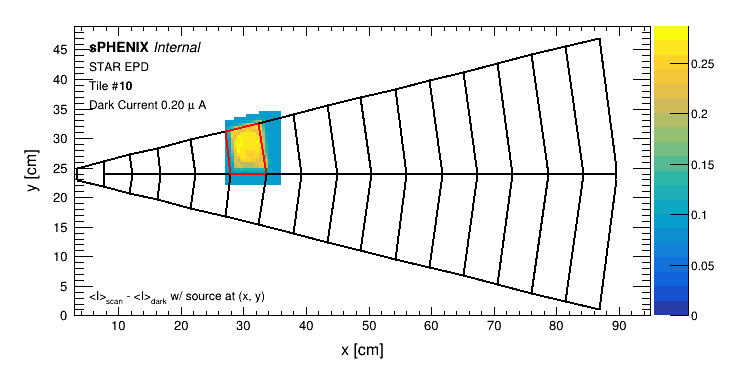 sPHENIX Internal
STAR EPD
Tile #10
Dark Current 0.20 μ A
<I>scan - <I>dark w/ source at (x, y)
y [cm]
45
40
35
30
25
20
15
10
5
0
10 20 30 40 50 60 70 80 90
x [cm]
0.25
0.2
0.15
0.1
0.05
0